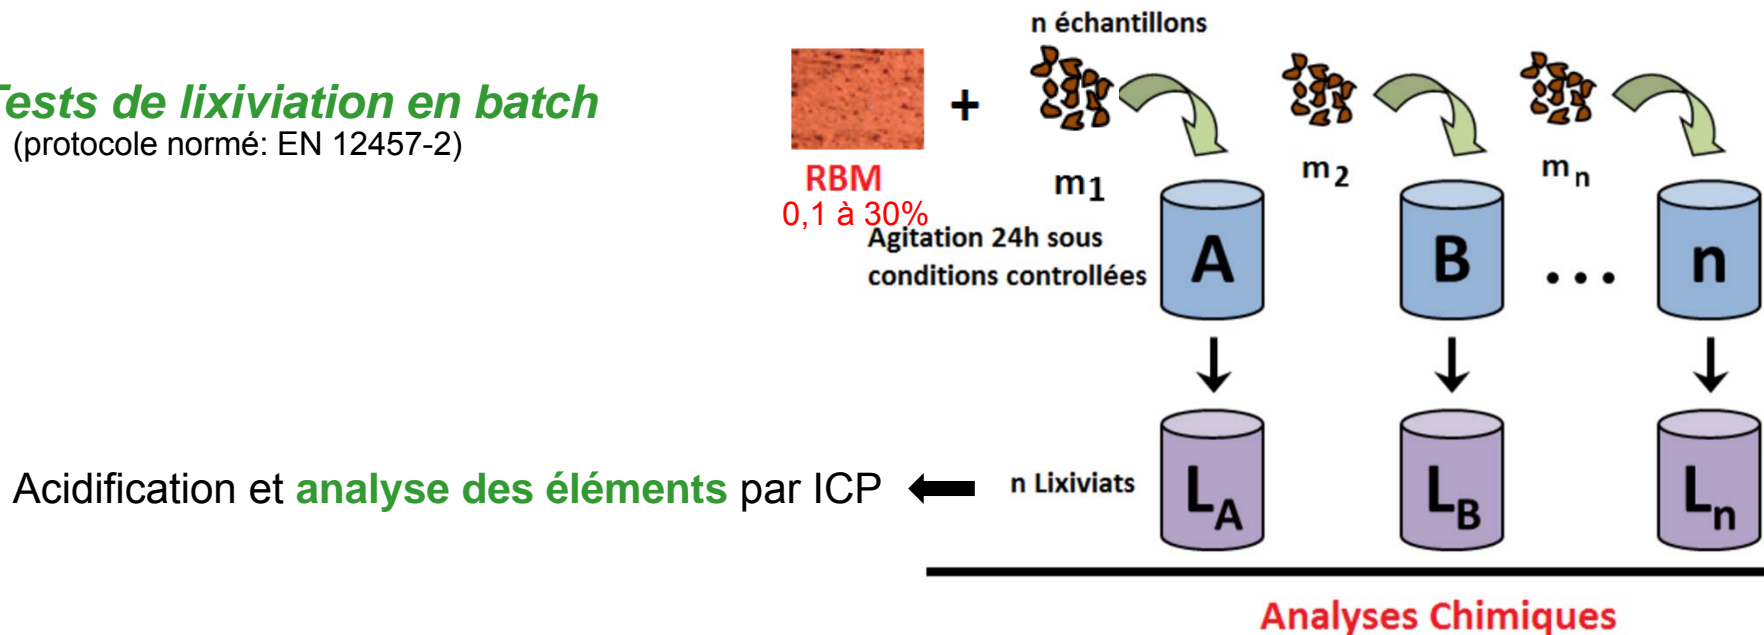 Tests de lixiviation en batch
(protocole normé: EN 12457-2)
n échantillons
+
RBM
0,1 à 30%
m1
m2
mn
Agitation 24h sous
conditions controllées
A
B
...
n
Acidification et analyse des éléments par ICP
n Lixiviats
LA
LB
Ln
Analyses Chimiques